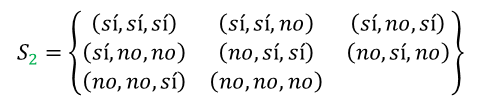 (sí, sí, sí) (sí, sí, no) (sí, no, sí)
S₂ = { (sí, no, no) (no, sí, sí) (no, sí, no) }
(no, no, sí) (no, no, no)